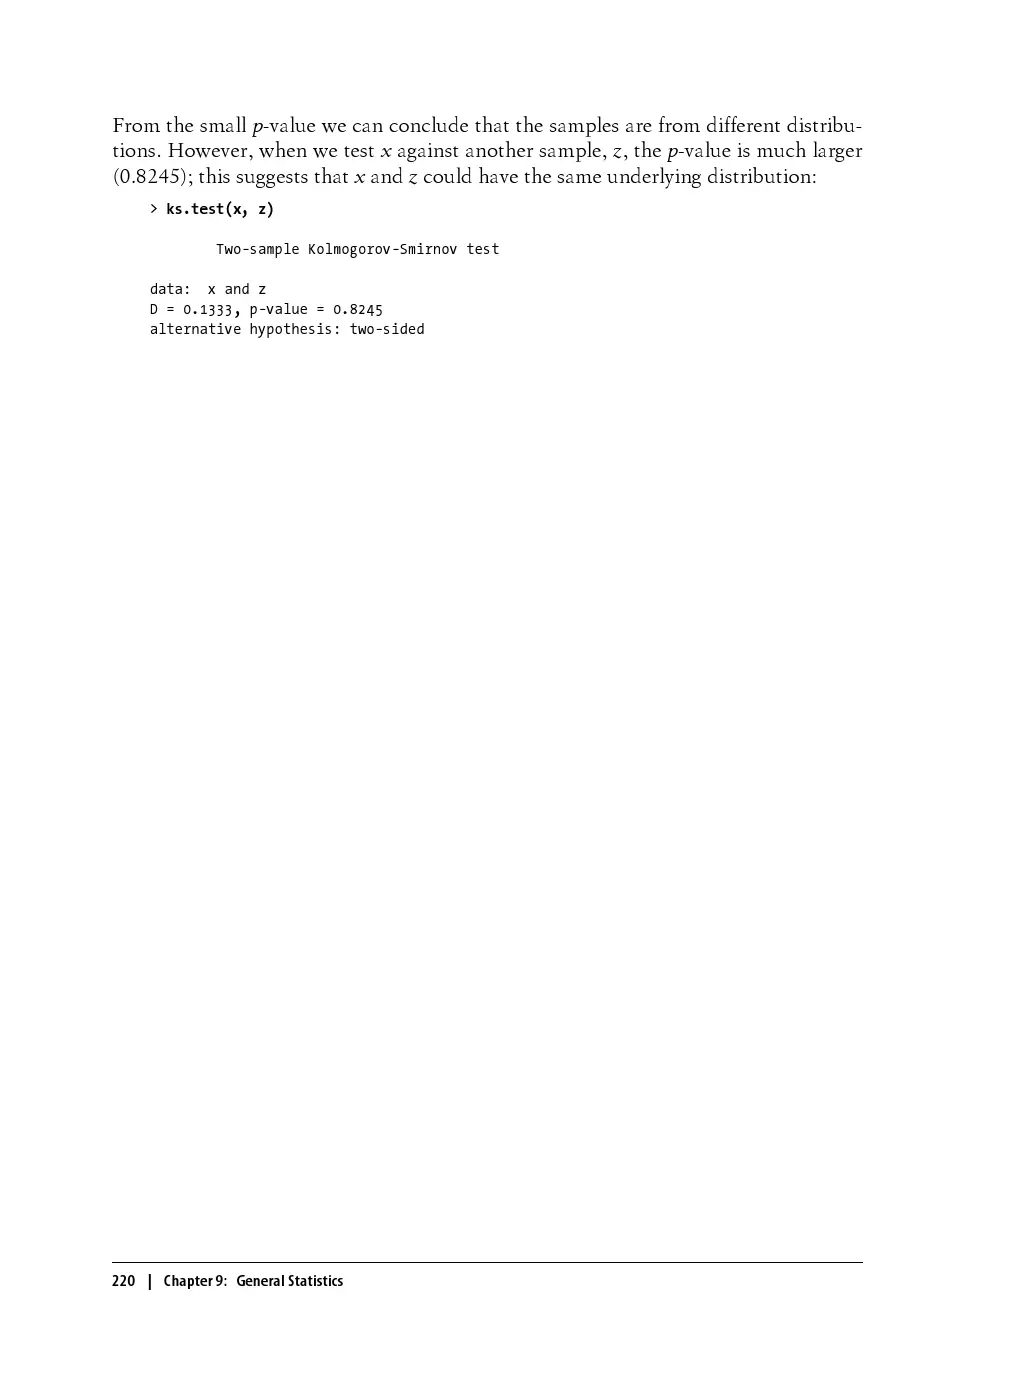 From the small p-value we can conclude that the samples are from different distribu-
tions. However, when we test x against another sample, z, the p-value is much larger
(0.8245); this suggests that x and z could have the same underlying distribution:
> ks.test(x, z)
Two-sample Kolmogorov-Smirnov test
data:  x and z
D = 0.1333, p-value = 0.8245
alternative hypothesis: two-sided
220 | Chapter 9: General Statistics